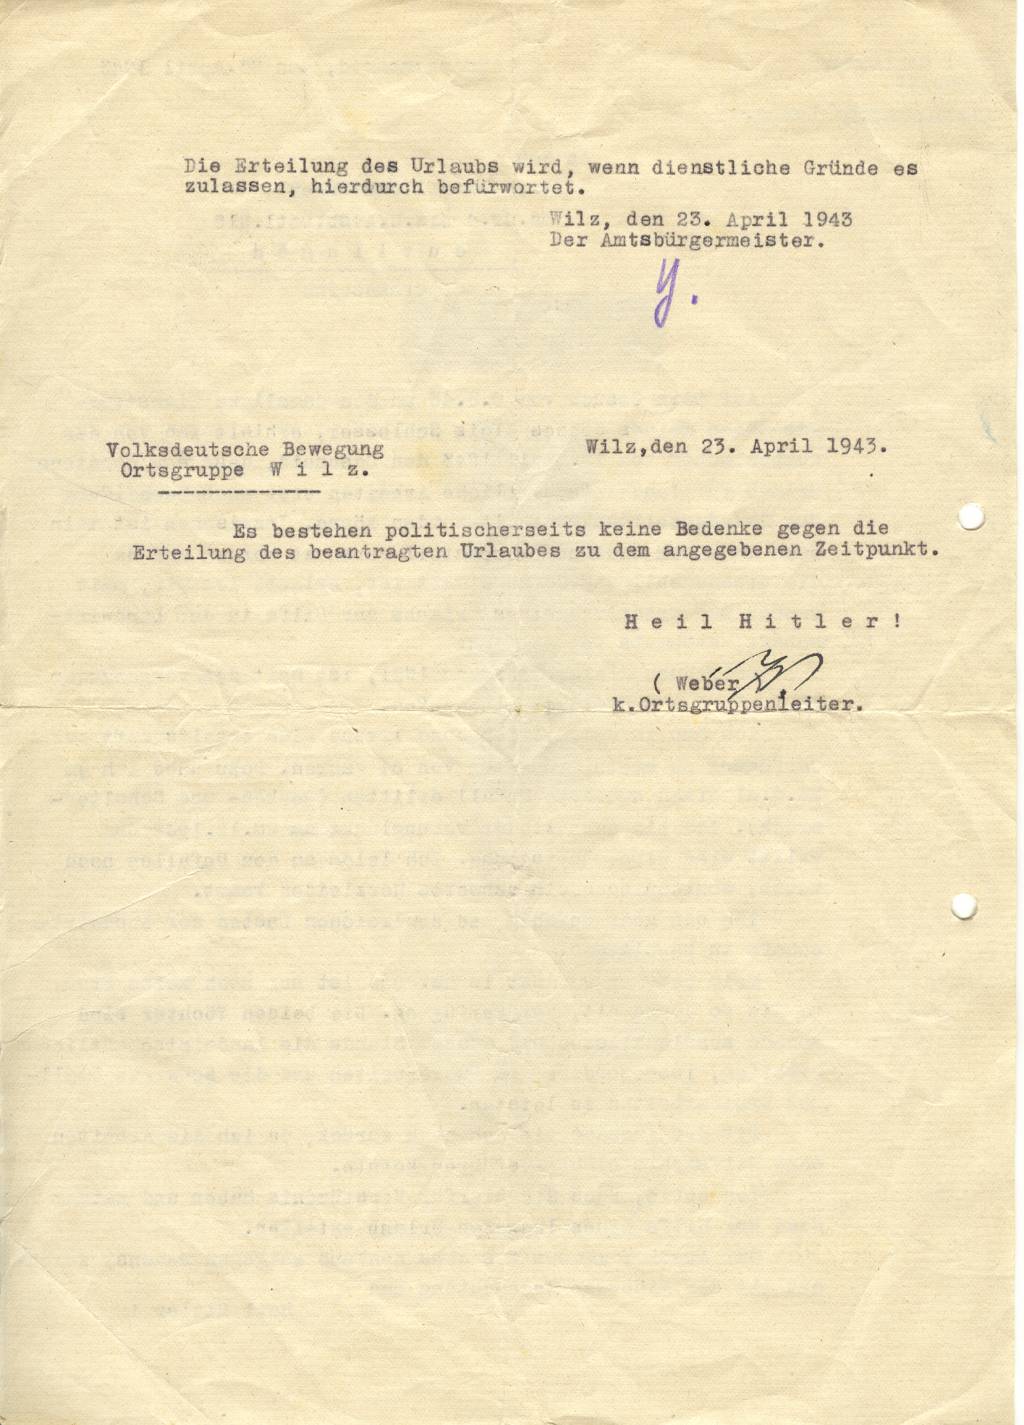 Die Erteilung des Urlaubs wird, wenn dienstliche Gründe es
zulassen, hierdurch befürwortet.
Wilz, den 23. April 1943
Der Amtsbürgermeister.
Y.
Volksdeutsche Bewegung
Ortsgruppe W i l z.
Wilz,den 23. April 1943.
Es bestehen politischerseits keine Bedenke gegen die
Erteilung des beantragten Urlaubes zu dem angegebenen Zeitpunkt.
H e i l  H i t l e r !
( Weber ).
k.Ortsgruppenleiter.